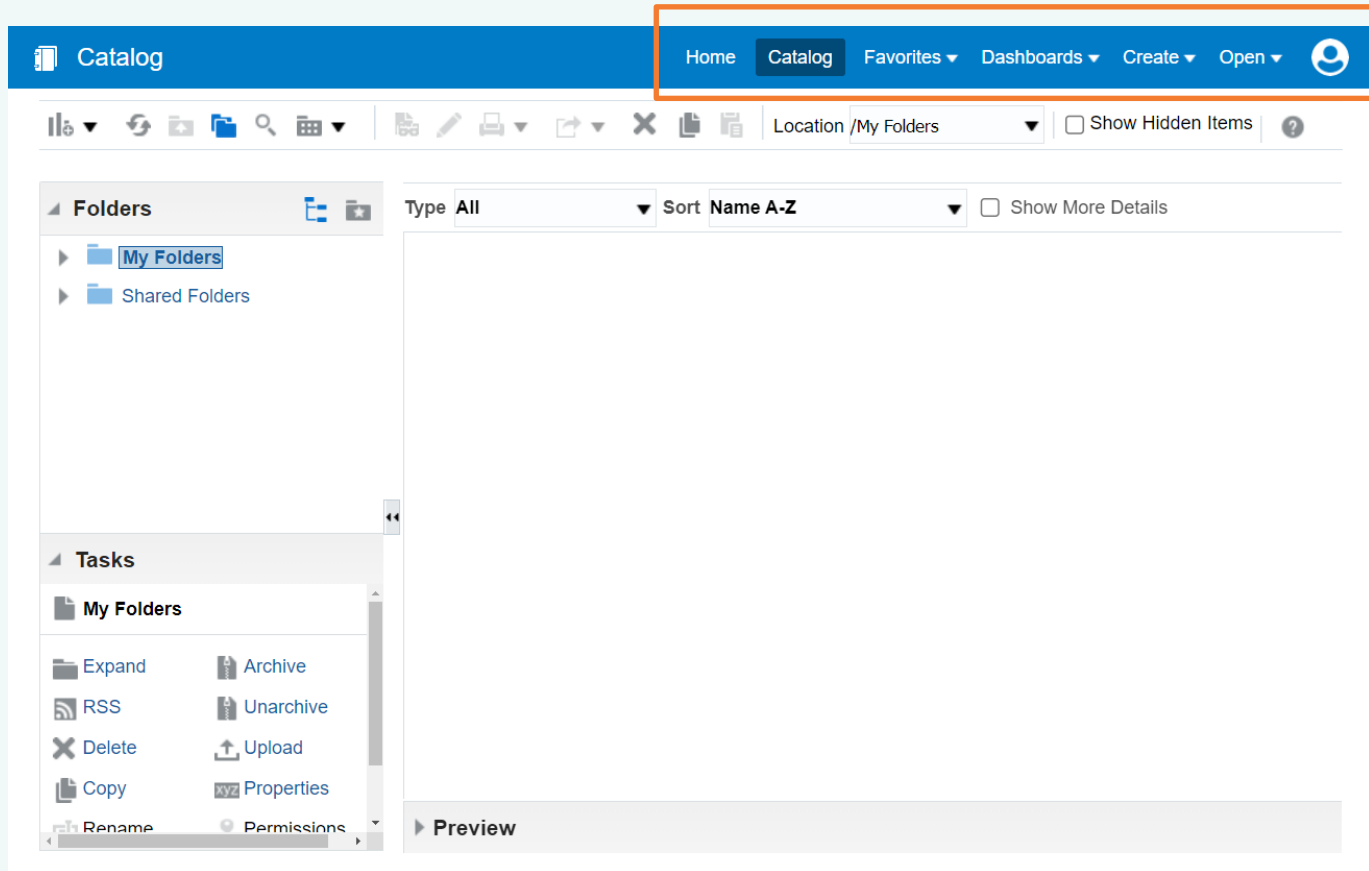 Catalog Home Catalog Favorites Dashboards Create Open
Location /My Folders Show Hidden Items ?
Folders
Type All Sort Name A-Z Show More Details
My Folders
Shared Folders
Tasks
My Folders
Expand Archive
RSS Unarchive
Delete Upload
Copy xyz Properties
Rename Permissions
Preview